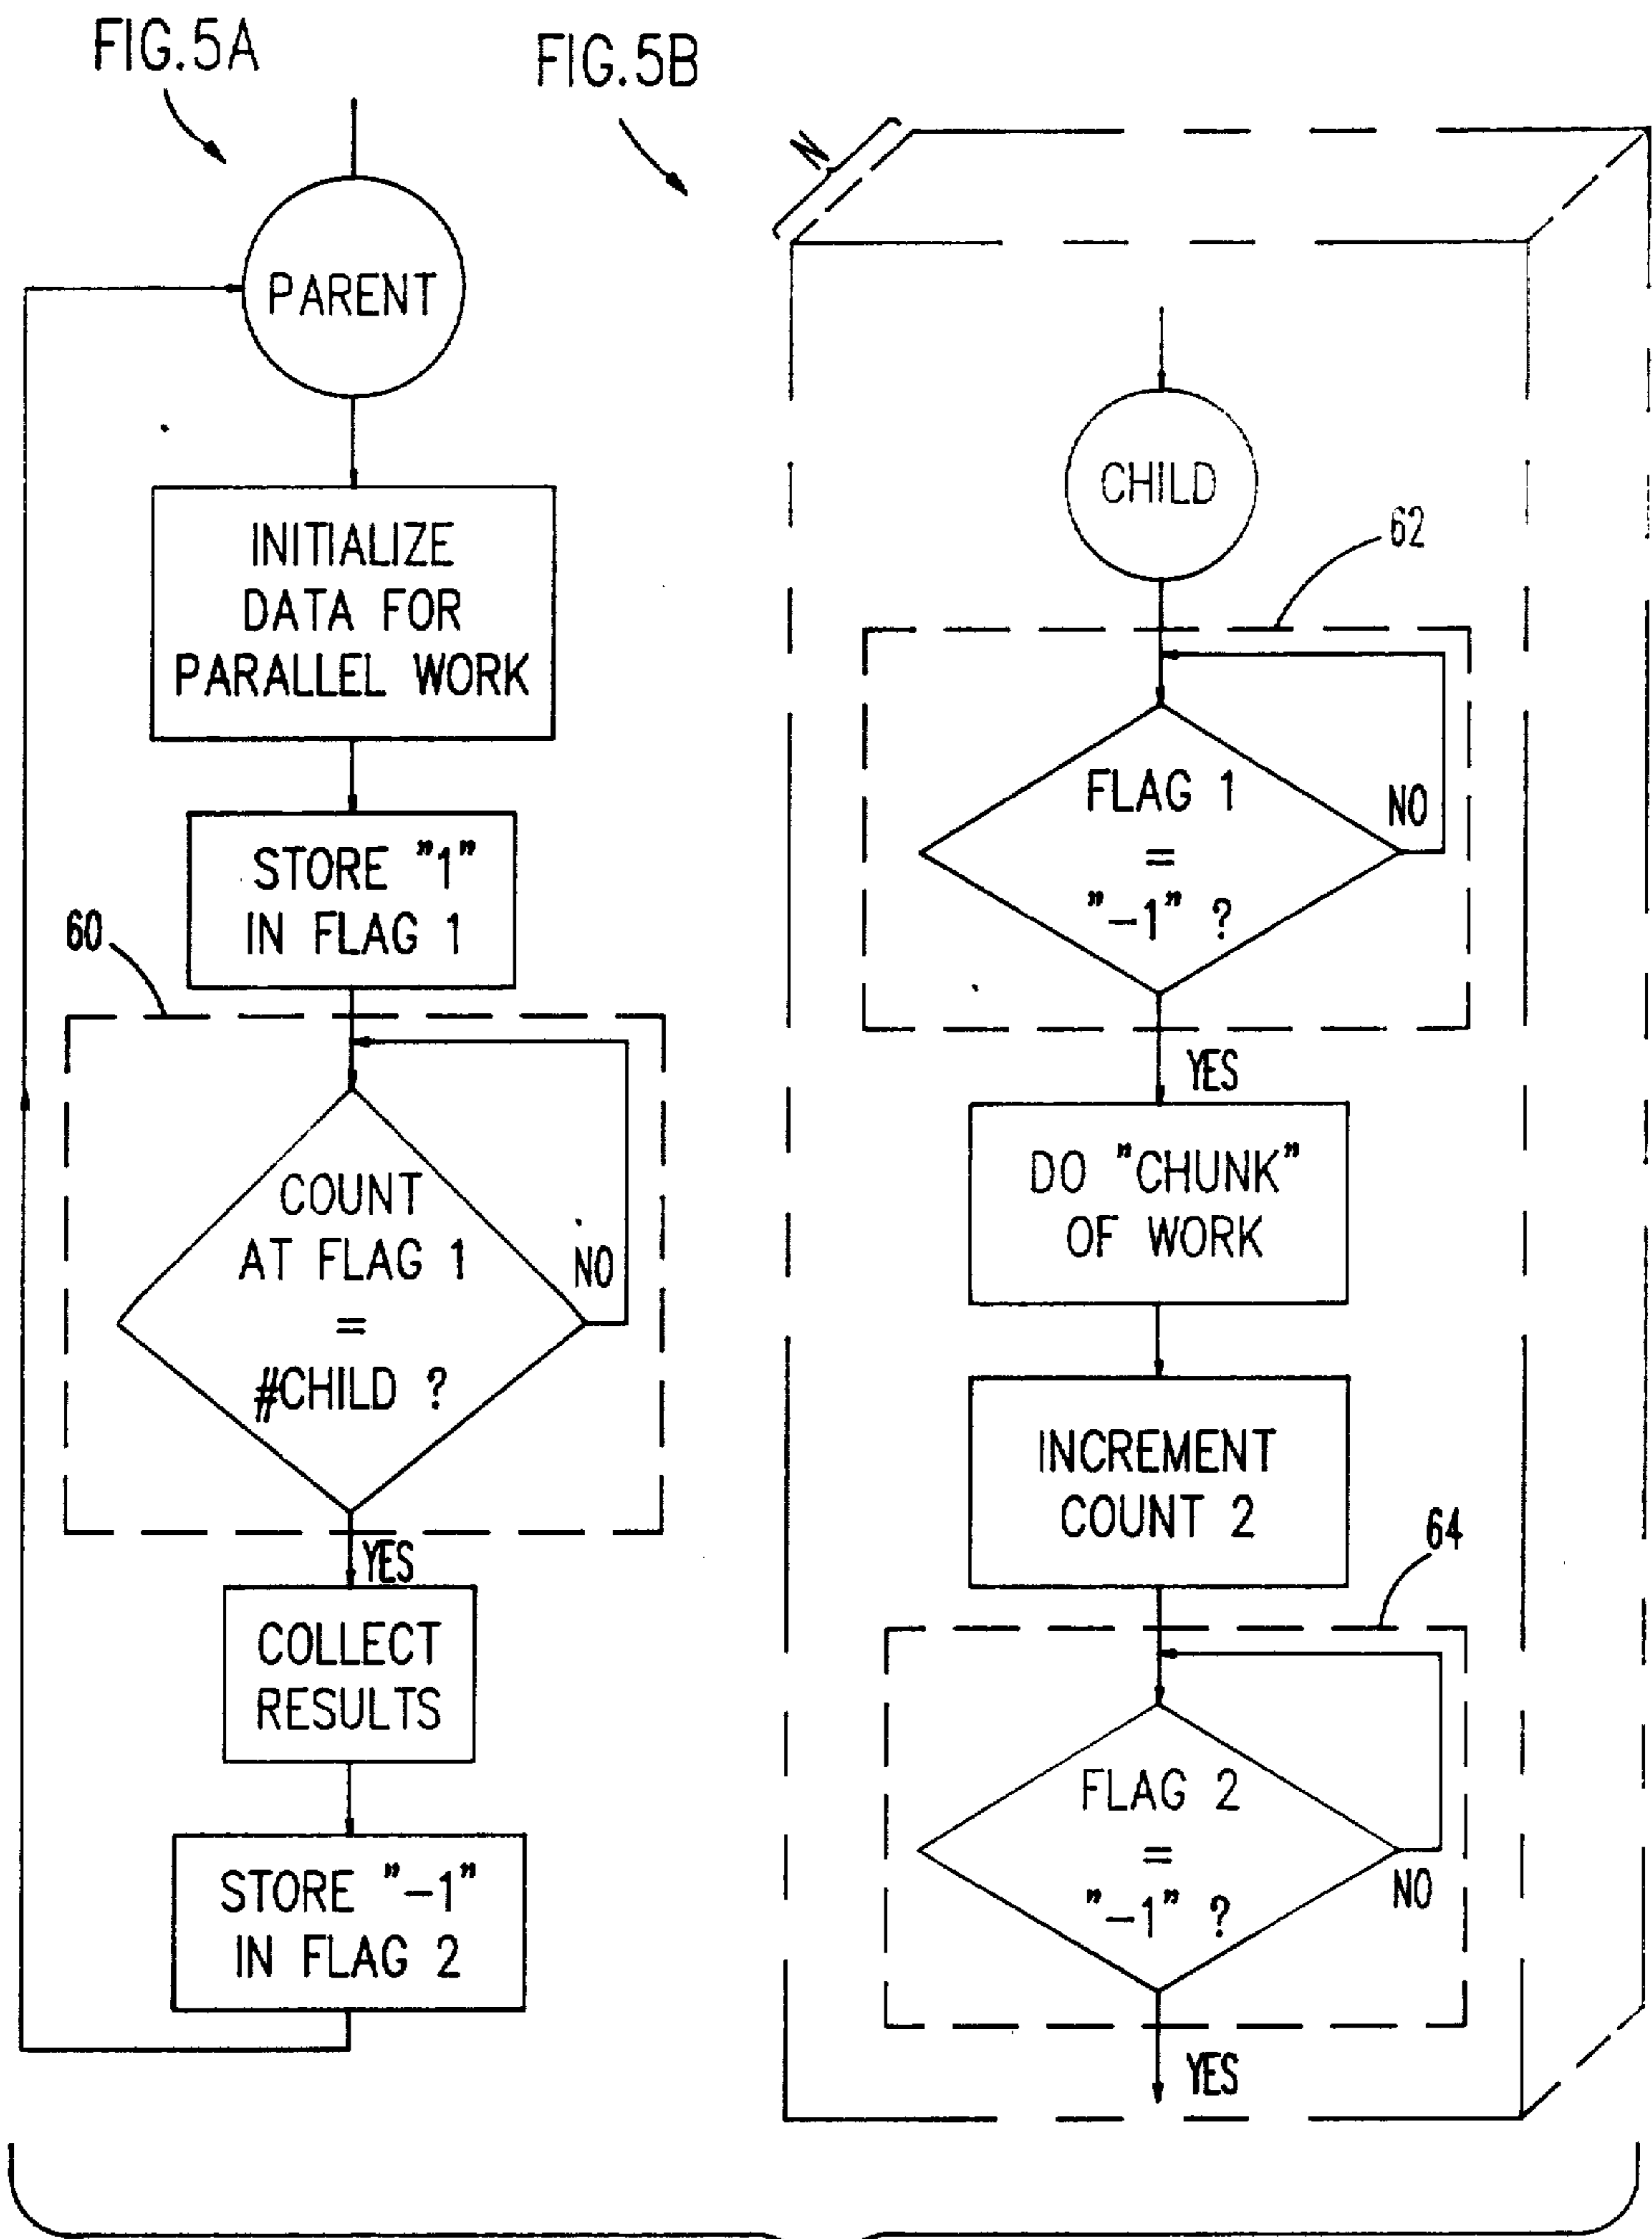 FIG.5A
PARENT
INITIALIZE
DATA FOR
PARALLEL WORK
STORE "1"
IN FLAG 1
60
COUNT
AT FLAG 1
=
#CHILD ?
NO
YES
COLLECT
RESULTS
STORE "-1"
IN FLAG 2
FIG.5B
N
CHILD
62
FLAG 1
=
"-1" ?
NO
YES
DO "CHUNK"
OF WORK
INCREMENT
COUNT 2
64
FLAG 2
=
"-1" ?
NO
YES